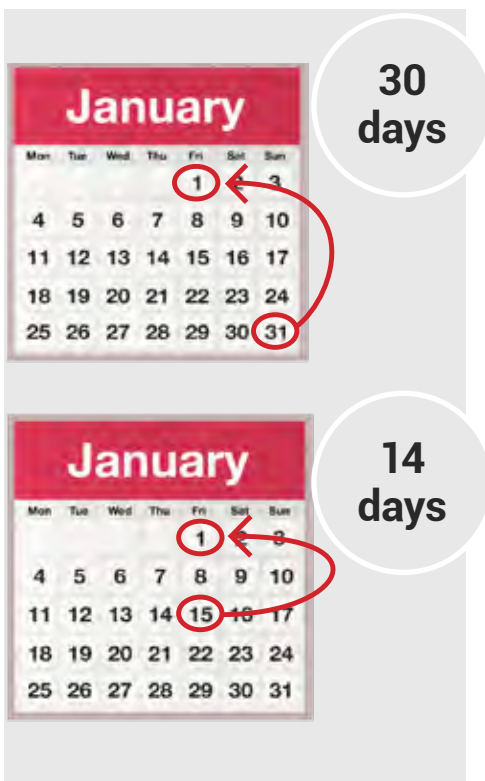 30
days
January
Mon Tue Wed Thu Fri Sat Sun
1 2 3
4 5 6 7 8 9 10
11 12 13 14 15 16 17
18 19 20 21 22 23 24
25 26 27 28 29 30 31
14
days
January
Mon Tue Wed Thu Fri Sat Sun
1 2 3
4 5 6 7 8 9 10
11 12 13 14 15 16 17
18 19 20 21 22 23 24
25 26 27 28 29 30 31